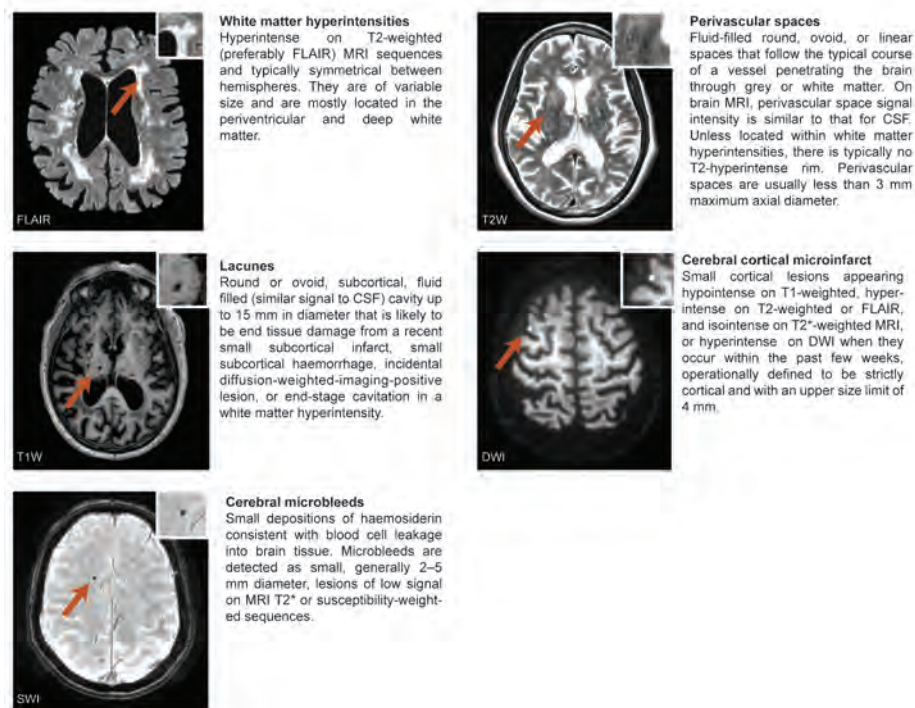 White matter hyperintensities
Hyperintense on T2-weighted
(preferably FLAIR) MRI sequences
and typically symmetrical between
hemispheres. They are of variable
size and are mostly located in the
periventricular and deep white
matter.
FLAIR
Perivascular spaces
Fluid-filled round, ovoid, or linear
spaces that follow the typical course
of a vessel penetrating the brain
through grey or white matter. On
brain MRI, perivascular space signal
intensity is similar to that for CSF.
Unless located within white matter
hyperintensities, there is typically no
T2-hyperintense rim. Perivascular
spaces are usually less than 3 mm
maximum axial diameter.
T2W
Lacunes
Round or ovoid, subcortical, fluid
filled (similar signal to CSF) cavity up
to 15 mm in diameter that is likely to
be end tissue damage from a recent
small subcortical infarct, small
subcortical haemorrhage, incidental
diffusion-weighted-imaging-positive
lesion, or end-stage cavitation in a
white matter hyperintensity.
T1W
Cerebral cortical microinfarct
Small cortical lesions appearing
hypointense on T1-weighted, hyper-
intense on T2-weighted or FLAIR,
and isointense on T2*-weighted MRI,
or hyperintense on DWI when they
occur within the past few weeks,
operationally defined to be strictly
cortical and with an upper size limit of
4 mm.
DWI
Cerebral microbleeds
Small depositions of haemosiderin
consistent with blood cell leakage
into brain tissue. Microbleeds are
detected as small, generally 2–5
mm diameter, lesions of low signal
on MRI T2* or susceptibility-weight-
ed sequences.
SWI